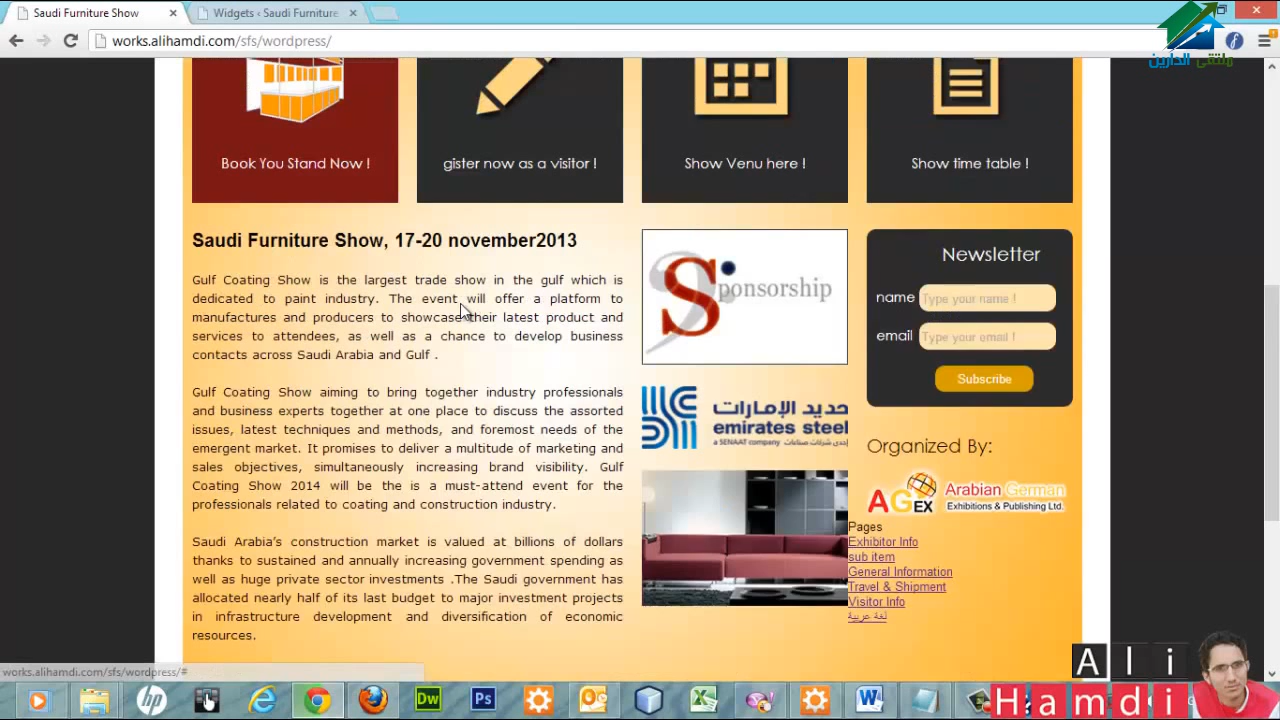 Saudi Furniture Show
Widgets ‹ Saudi Furniture
works.alihamdi.com/sfs/wordpress/
ملتقى الدارين
Book You Stand Now !
gister now as a visitor !
Show Venu here !
Show time table !
Saudi Furniture Show, 17-20 november2013
Gulf Coating Show is the largest trade show in the gulf which is
dedicated to paint industry. The event will offer a platform to
manufactures and producers to showcase their latest product and
services to attendees, as well as a chance to develop business
contacts across Saudi Arabia and Gulf .
Gulf Coating Show aiming to bring together industry professionals
and business experts together at one place to discuss the assorted
issues, latest techniques and methods, and foremost needs of the
emergent market. It promises to deliver a multitude of marketing and
sales objectives, simultaneously increasing brand visibility. Gulf
Coating Show 2014 will be the is a must-attend event for the
professionals related to coating and construction industry.
Saudi Arabia's construction market is valued at billions of dollars
thanks to sustained and annually increasing government spending as
well as huge private sector investments .The Saudi government has
allocated nearly half of its last budget to major investment projects
in infrastructure development and diversification of economic
resources.
Sponsorship
حديد الإمارات
emirates steel
a SENAAT company إحدى شركات صناعات
Newsletter
name Type your name !
email Type your email !
Subscribe
Organized By:
AGEX Arabian German
Exhibitions & Publishing Ltd.
Pages
Exhibitor Info
sub item
General Information
Travel & Shipment
Visitor Info
لغة عربية
works.alihamdi.com/sfs/wordpress/#
hp
Dw
Ps
Ali
Hamdi